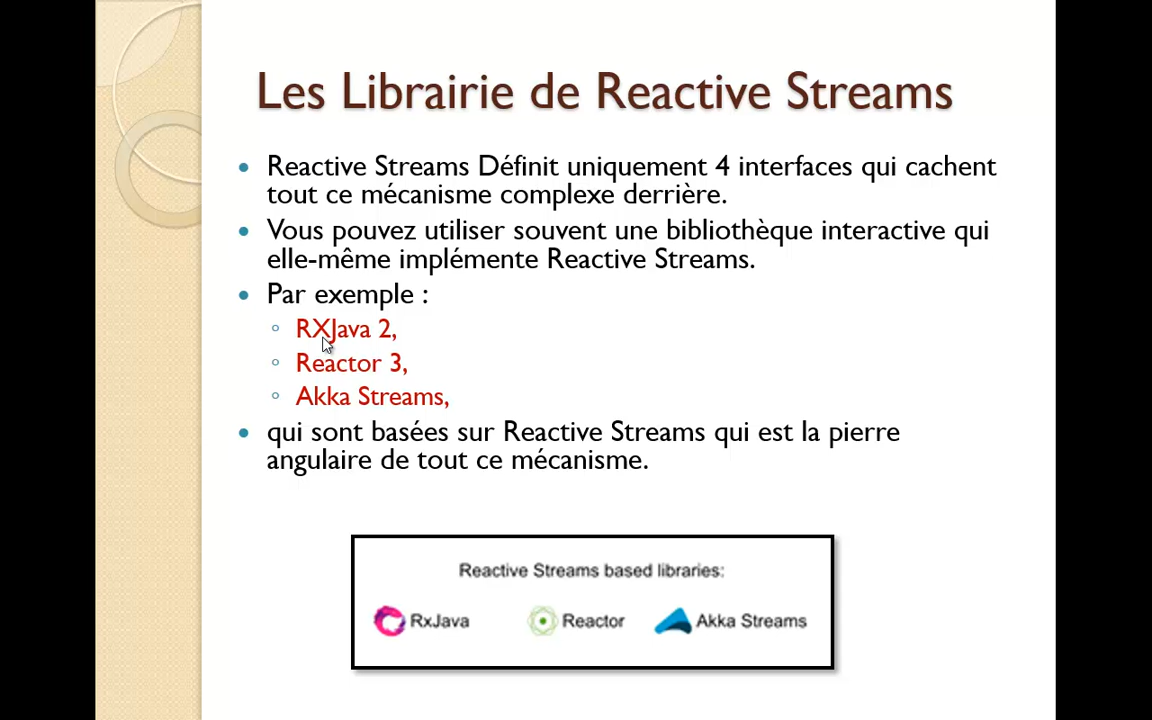 Les Librairie de Reactive Streams
Reactive Streams Définit uniquement 4 interfaces qui cachent
tout ce mécanisme complexe derrière.
Vous pouvez utiliser souvent une bibliothèque interactive qui
elle-même implémente Reactive Streams.
Par exemple :
RXJava 2,
Reactor 3,
Akka Streams,
qui sont basées sur Reactive Streams qui est la pierre
angulaire de tout ce mécanisme.
Reactive Streams based libraries:
RxJava Reactor Akka Streams